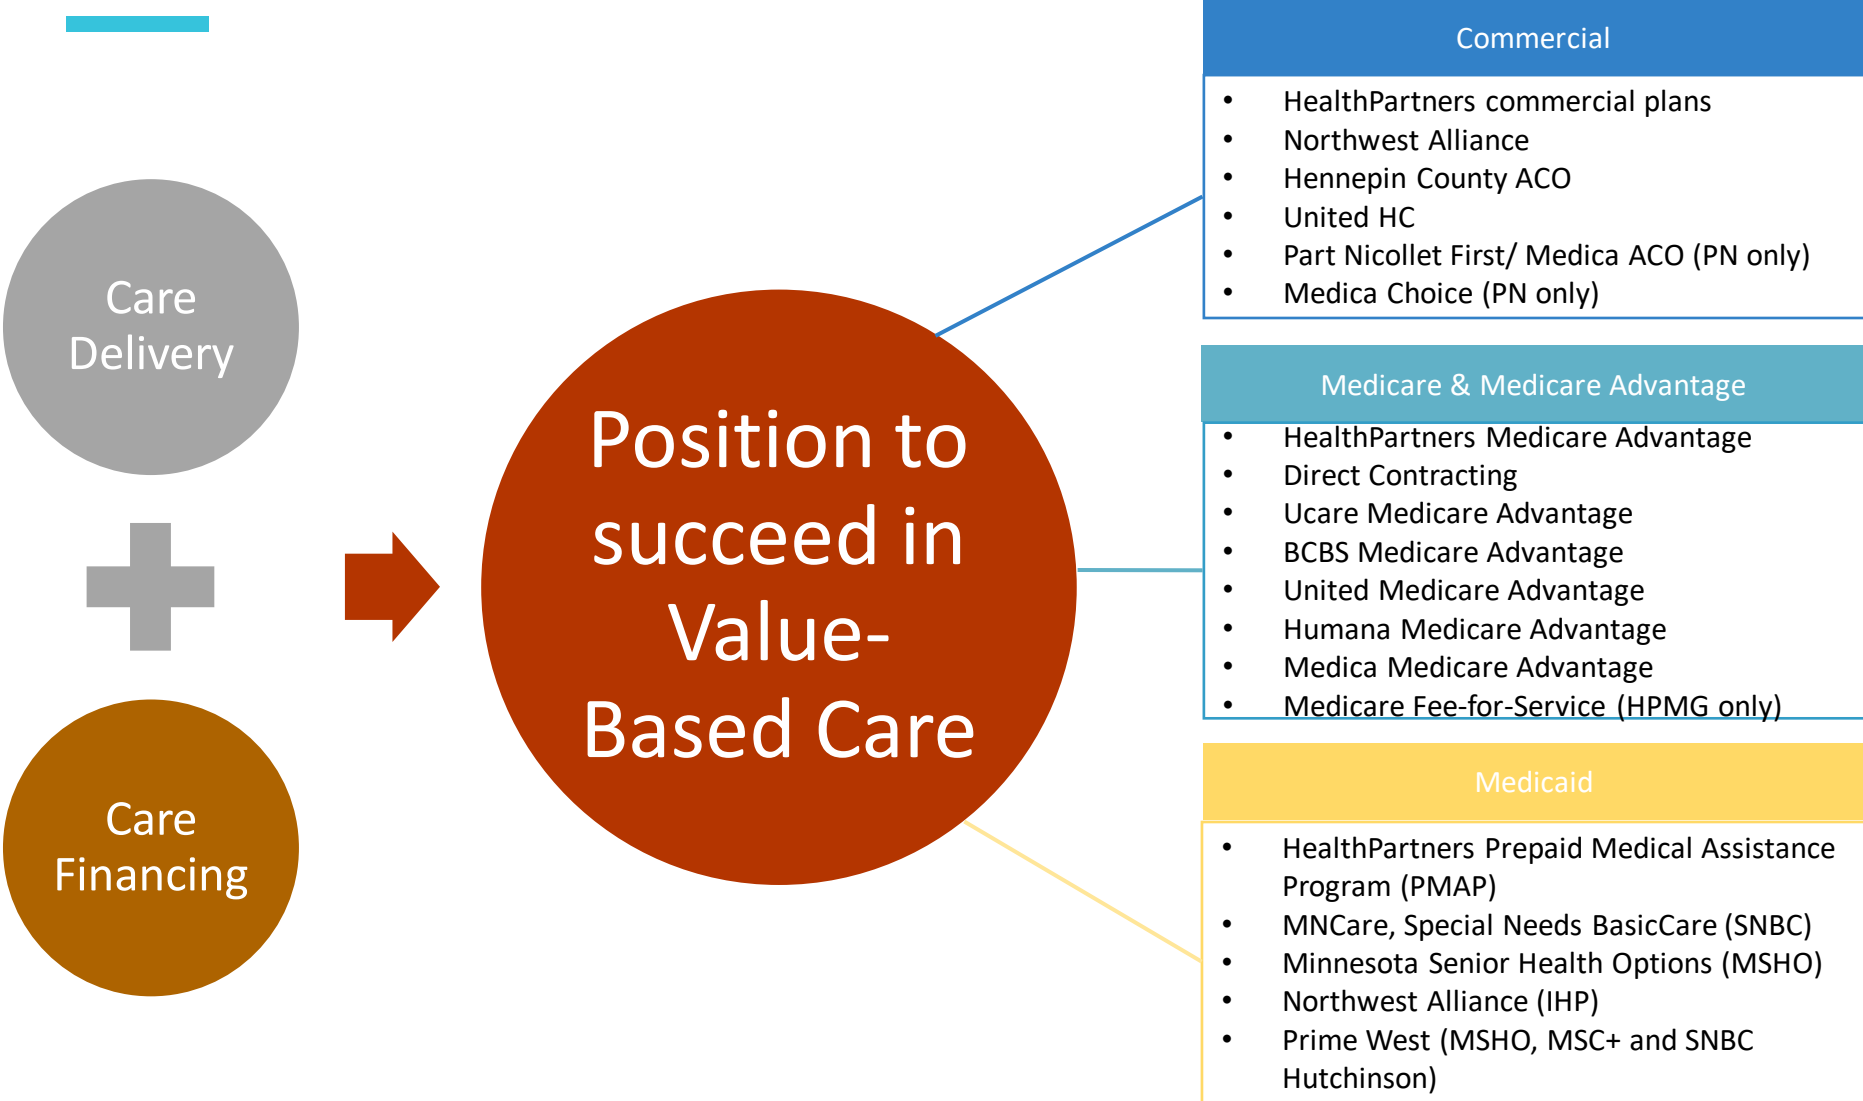 Care
Delivery
Care
Financing
Position to
succeed in
Value-
Based Care
Commercial
• HealthPartners commercial plans
• Northwest Alliance
• Hennepin County ACO
• United HC
• Part Nicollet First/ Medica ACO (PN only)
• Medica Choice (PN only)
Medicare & Medicare Advantage
• HealthPartners Medicare Advantage
• Direct Contracting
• Ucare Medicare Advantage
• BCBS Medicare Advantage
• United Medicare Advantage
• Humana Medicare Advantage
• Medica Medicare Advantage
• Medicare Fee-for-Service (HPMG only)
Medicaid
• HealthPartners Prepaid Medical Assistance
Program (PMAP)
• MNCare, Special Needs BasicCare (SNBC)
• Minnesota Senior Health Options (MSHO)
• Northwest Alliance (IHP)
• Prime West (MSHO, MSC+ and SNBC
Hutchinson)